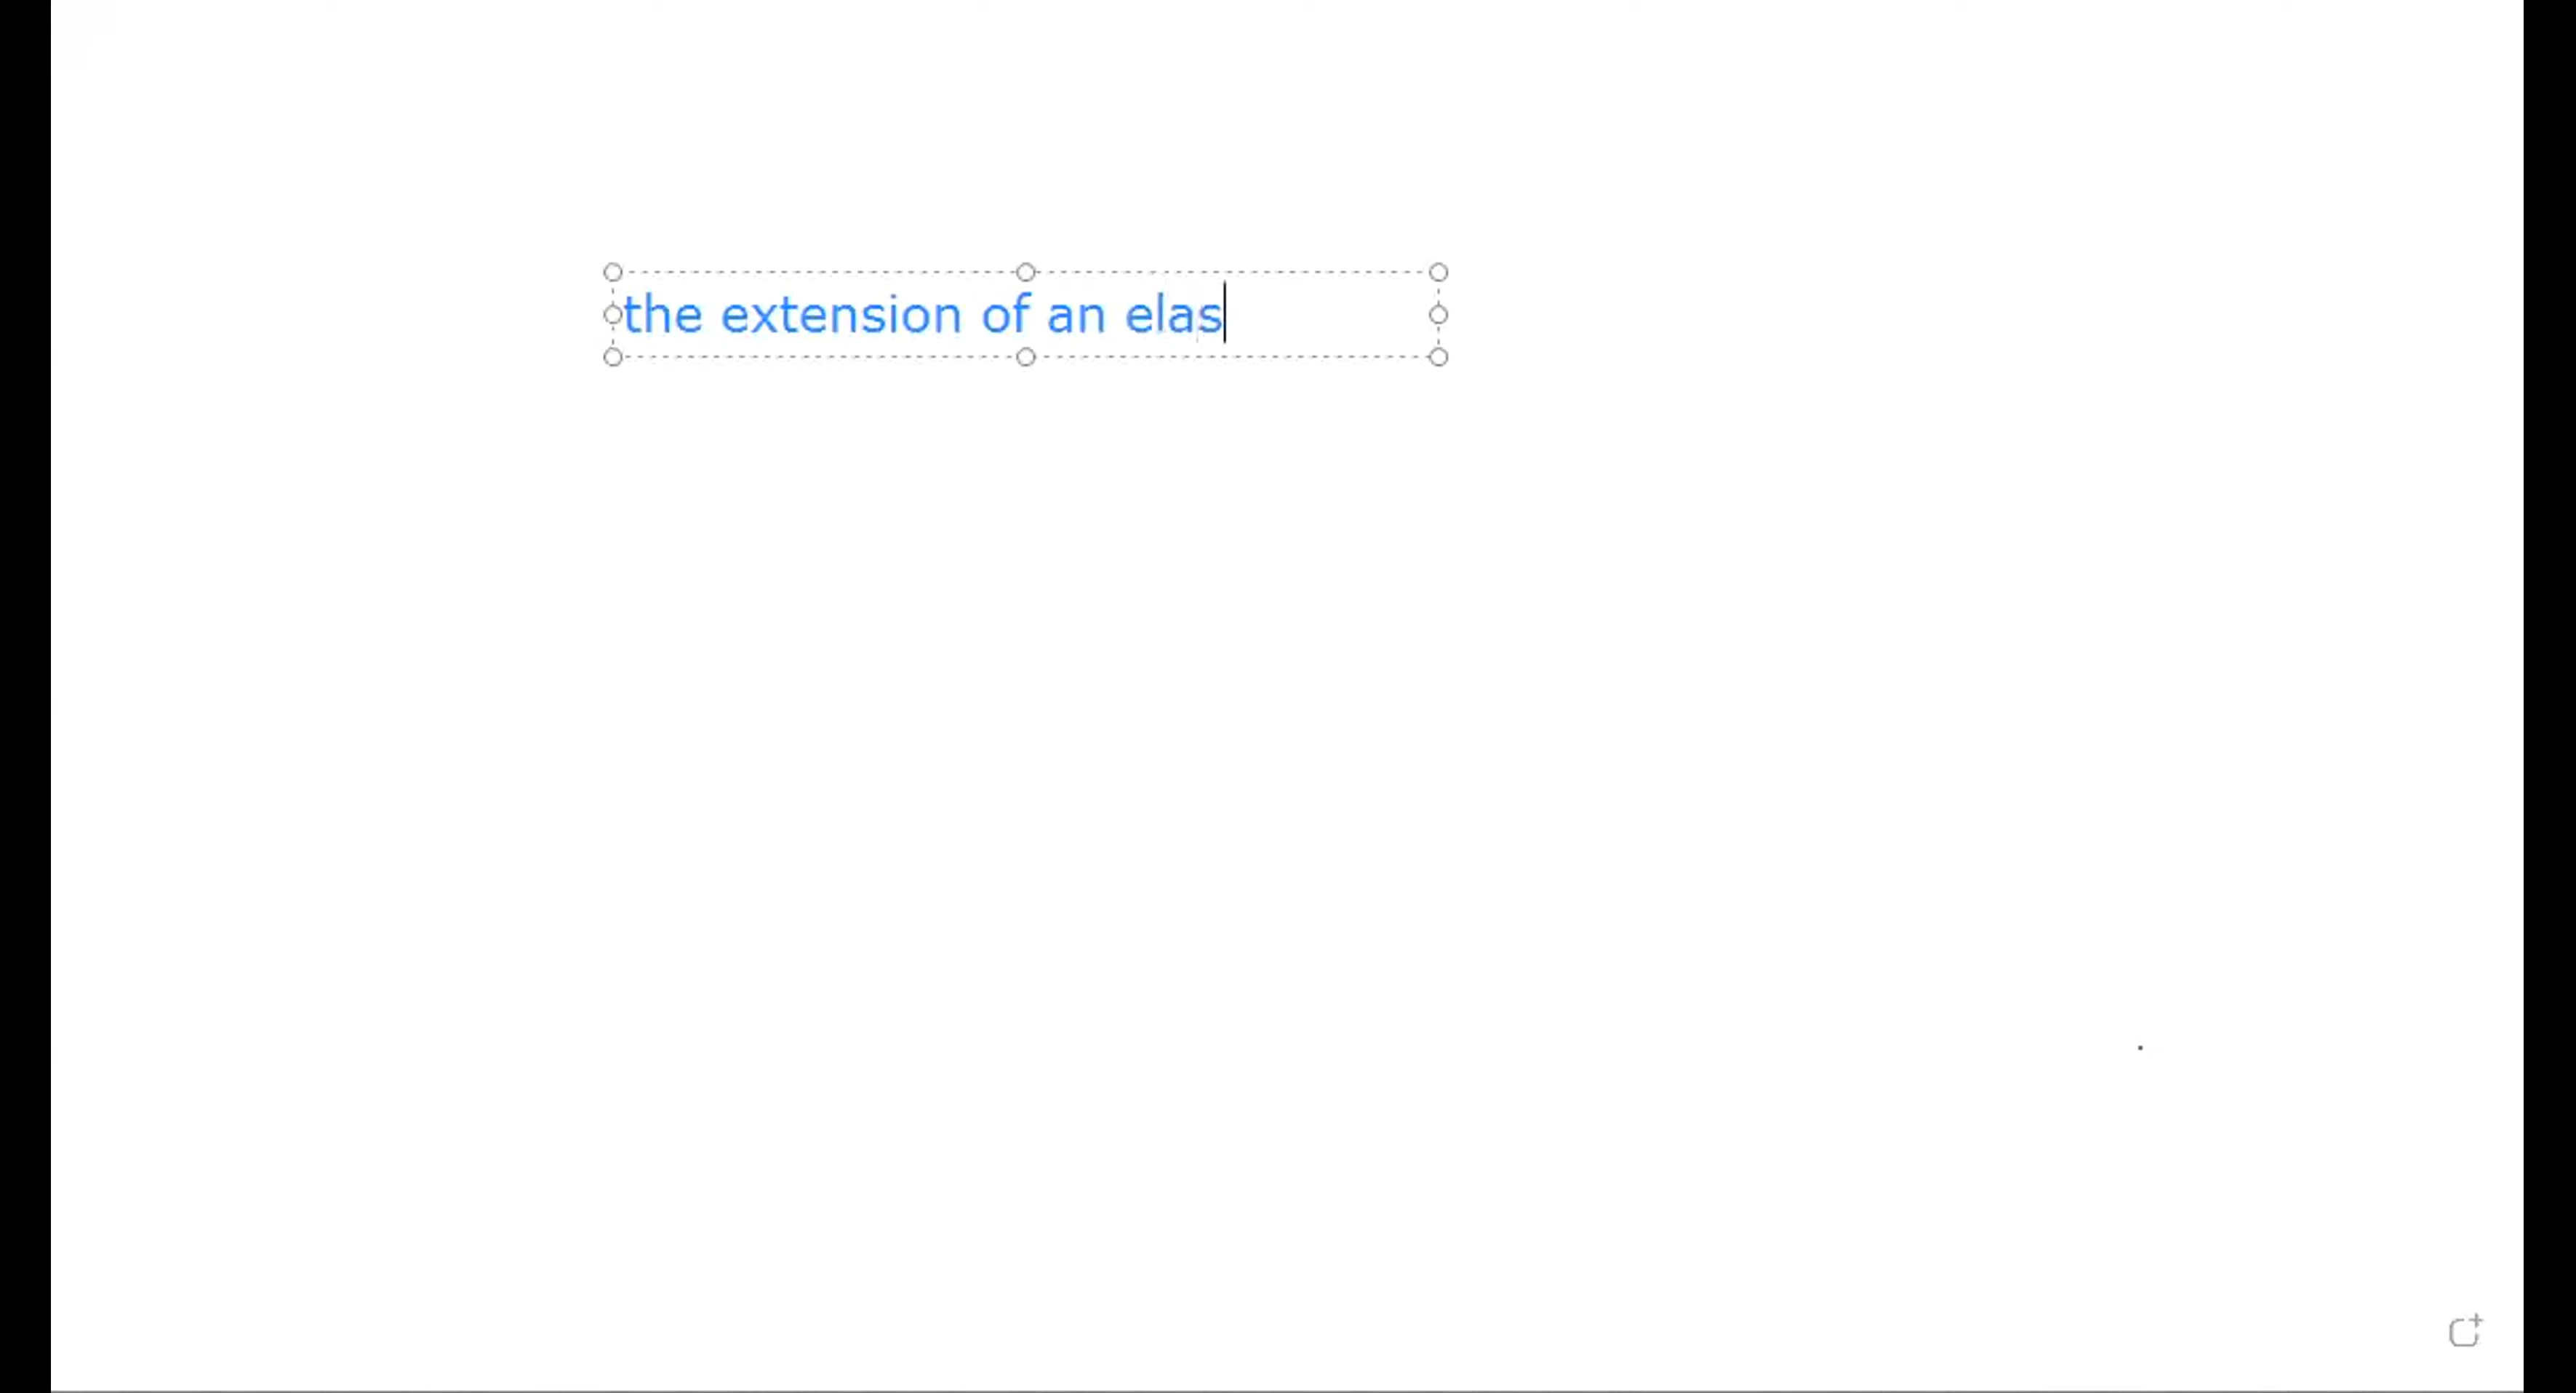 the extension of an elas